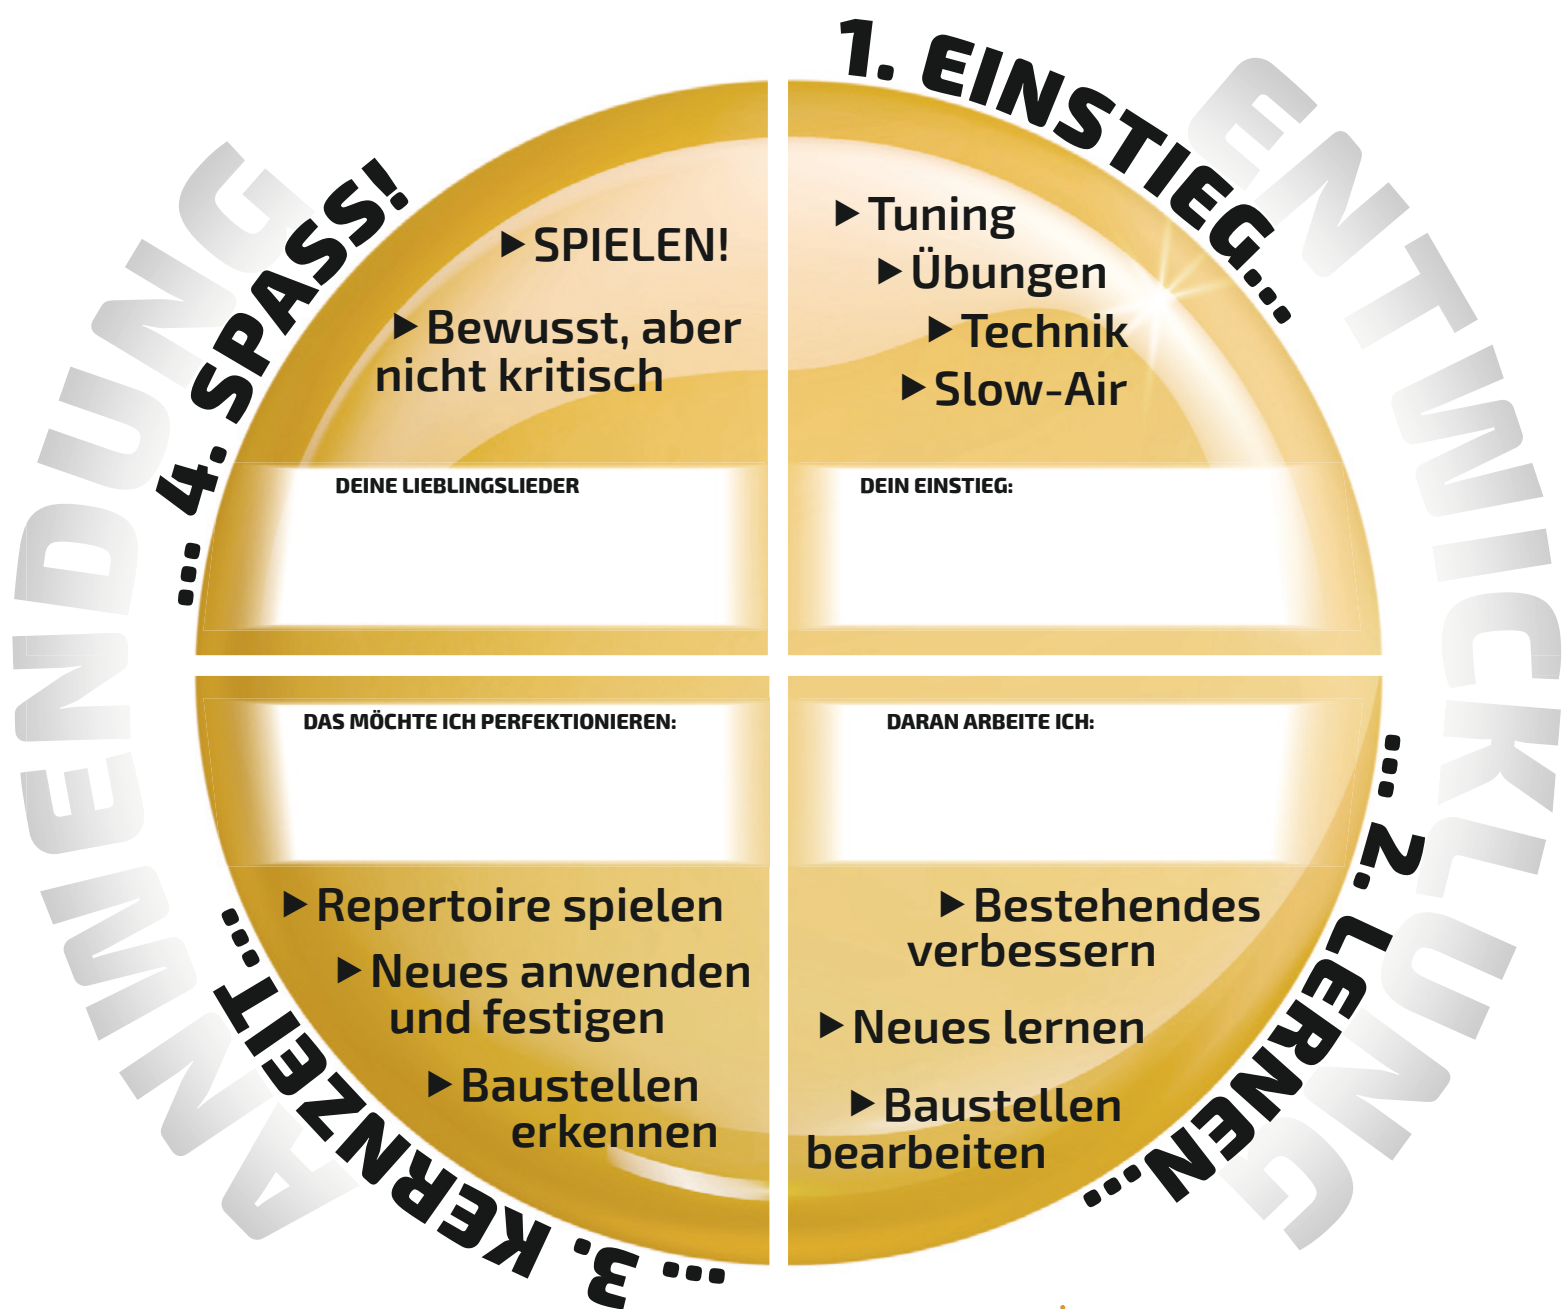 ENTWICKLUNG
1. EINSTIEG...
▶ Tuning
▶ Übungen
▶ Technik
▶ Slow-Air
DEIN EINSTIEG:
... 2. LERNEN...
DARAN ARBEITE ICH:
▶ Bestehendes
verbessern
▶ Neues lernen
▶ Baustellen
bearbeiten
ANWENDUNG
... 3. KERNZEIT...
DAS MÖCHTE ICH PERFEKTIONIEREN:
▶ Repertoire spielen
▶ Neues anwenden
und festigen
▶ Baustellen
erkennen
... 4. SPASS!
▶ SPIELEN!
▶ Bewusst, aber
nicht kritisch
DEINE LIEBLINGSLIEDER